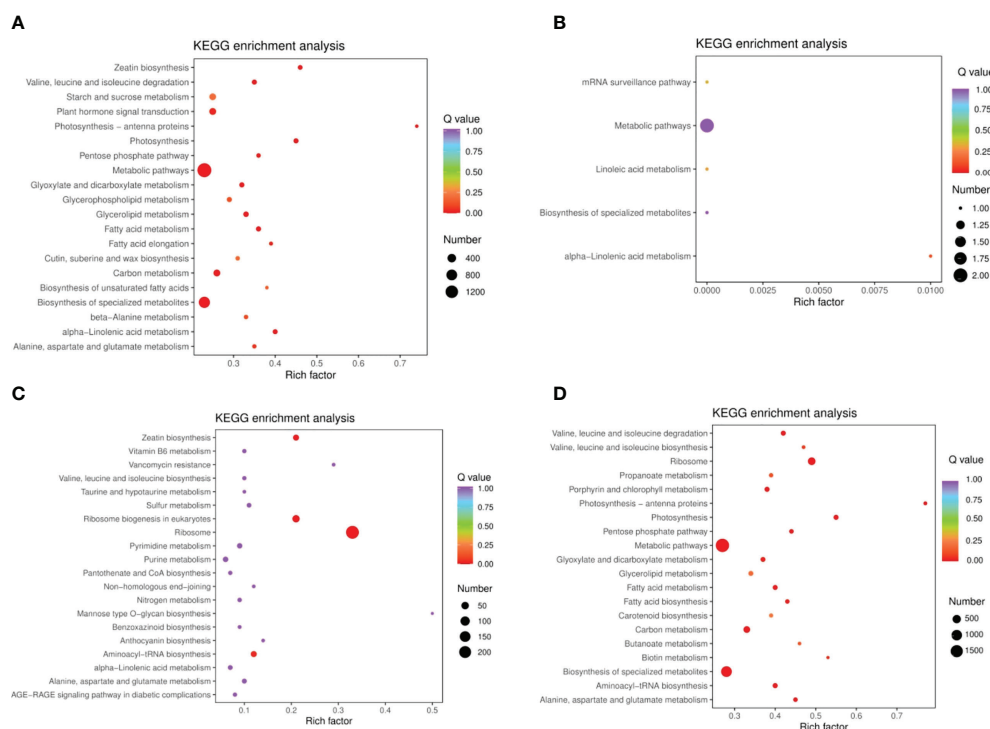 A
KEGG enrichment analysis
Zeatin biosynthesis
Valine, leucine and isoleucine degradation
Starch and sucrose metabolism
Plant hormone signal transduction
Photosynthesis − antenna proteins
Photosynthesis
Pentose phosphate pathway
Metabolic pathways
Glyoxylate and dicarboxylate metabolism
Glycerophospholipid metabolism
Glycerolipid metabolism
Fatty acid metabolism
Fatty acid elongation
Cutin, suberine and wax biosynthesis
Carbon metabolism
Biosynthesis of unsaturated fatty acids
Biosynthesis of specialized metabolites
beta−Alanine metabolism
alpha−Linolenic acid metabolism
Alanine, aspartate and glutamate metabolism
0.3 0.4 0.5 0.6 0.7
Rich factor
Q value
1.00
0.75
0.50
0.25
0.00
Number
400
800
1200
B
KEGG enrichment analysis
mRNA surveillance pathway
Metabolic pathways
Linoleic acid metabolism
Biosynthesis of specialized metabolites
alpha−Linolenic acid metabolism
0.0000 0.0025 0.0050 0.0075 0.0100
Rich factor
Q value
1.00
0.75
0.50
0.25
0.00
Number
1.00
1.25
1.50
1.75
2.00
C
KEGG enrichment analysis
Zeatin biosynthesis
Vitamin B6 metabolism
Vancomycin resistance
Valine, leucine and isoleucine biosynthesis
Taurine and hypotaurine metabolism
Sulfur metabolism
Ribosome biogenesis in eukaryotes
Ribosome
Pyrimidine metabolism
Purine metabolism
Pantothenate and CoA biosynthesis
Non−homologous end−joining
Nitrogen metabolism
Mannose type O−glycan biosynthesis
Benzoxazinoid biosynthesis
Anthocyanin biosynthesis
Aminoacyl−tRNA biosynthesis
alpha−Linolenic acid metabolism
Alanine, aspartate and glutamate metabolism
AGE−RAGE signaling pathway in diabetic complications
0.1 0.2 0.3 0.4 0.5
Rich factor
Q value
1.00
0.75
0.50
0.25
0.00
Number
50
100
150
200
D
KEGG enrichment analysis
Valine, leucine and isoleucine degradation
Valine, leucine and isoleucine biosynthesis
Ribosome
Propanoate metabolism
Porphyrin and chlorophyll metabolism
Photosynthesis − antenna proteins
Photosynthesis
Pentose phosphate pathway
Metabolic pathways
Glyoxylate and dicarboxylate metabolism
Glycerolipid metabolism
Fatty acid metabolism
Fatty acid biosynthesis
Carotenoid biosynthesis
Carbon metabolism
Butanoate metabolism
Biotin metabolism
Biosynthesis of specialized metabolites
Aminoacyl−tRNA biosynthesis
Alanine, aspartate and glutamate metabolism
0.3 0.4 0.5 0.6 0.7
Rich factor
Q value
1.00
0.75
0.50
0.25
0.00
Number
500
1000
1500